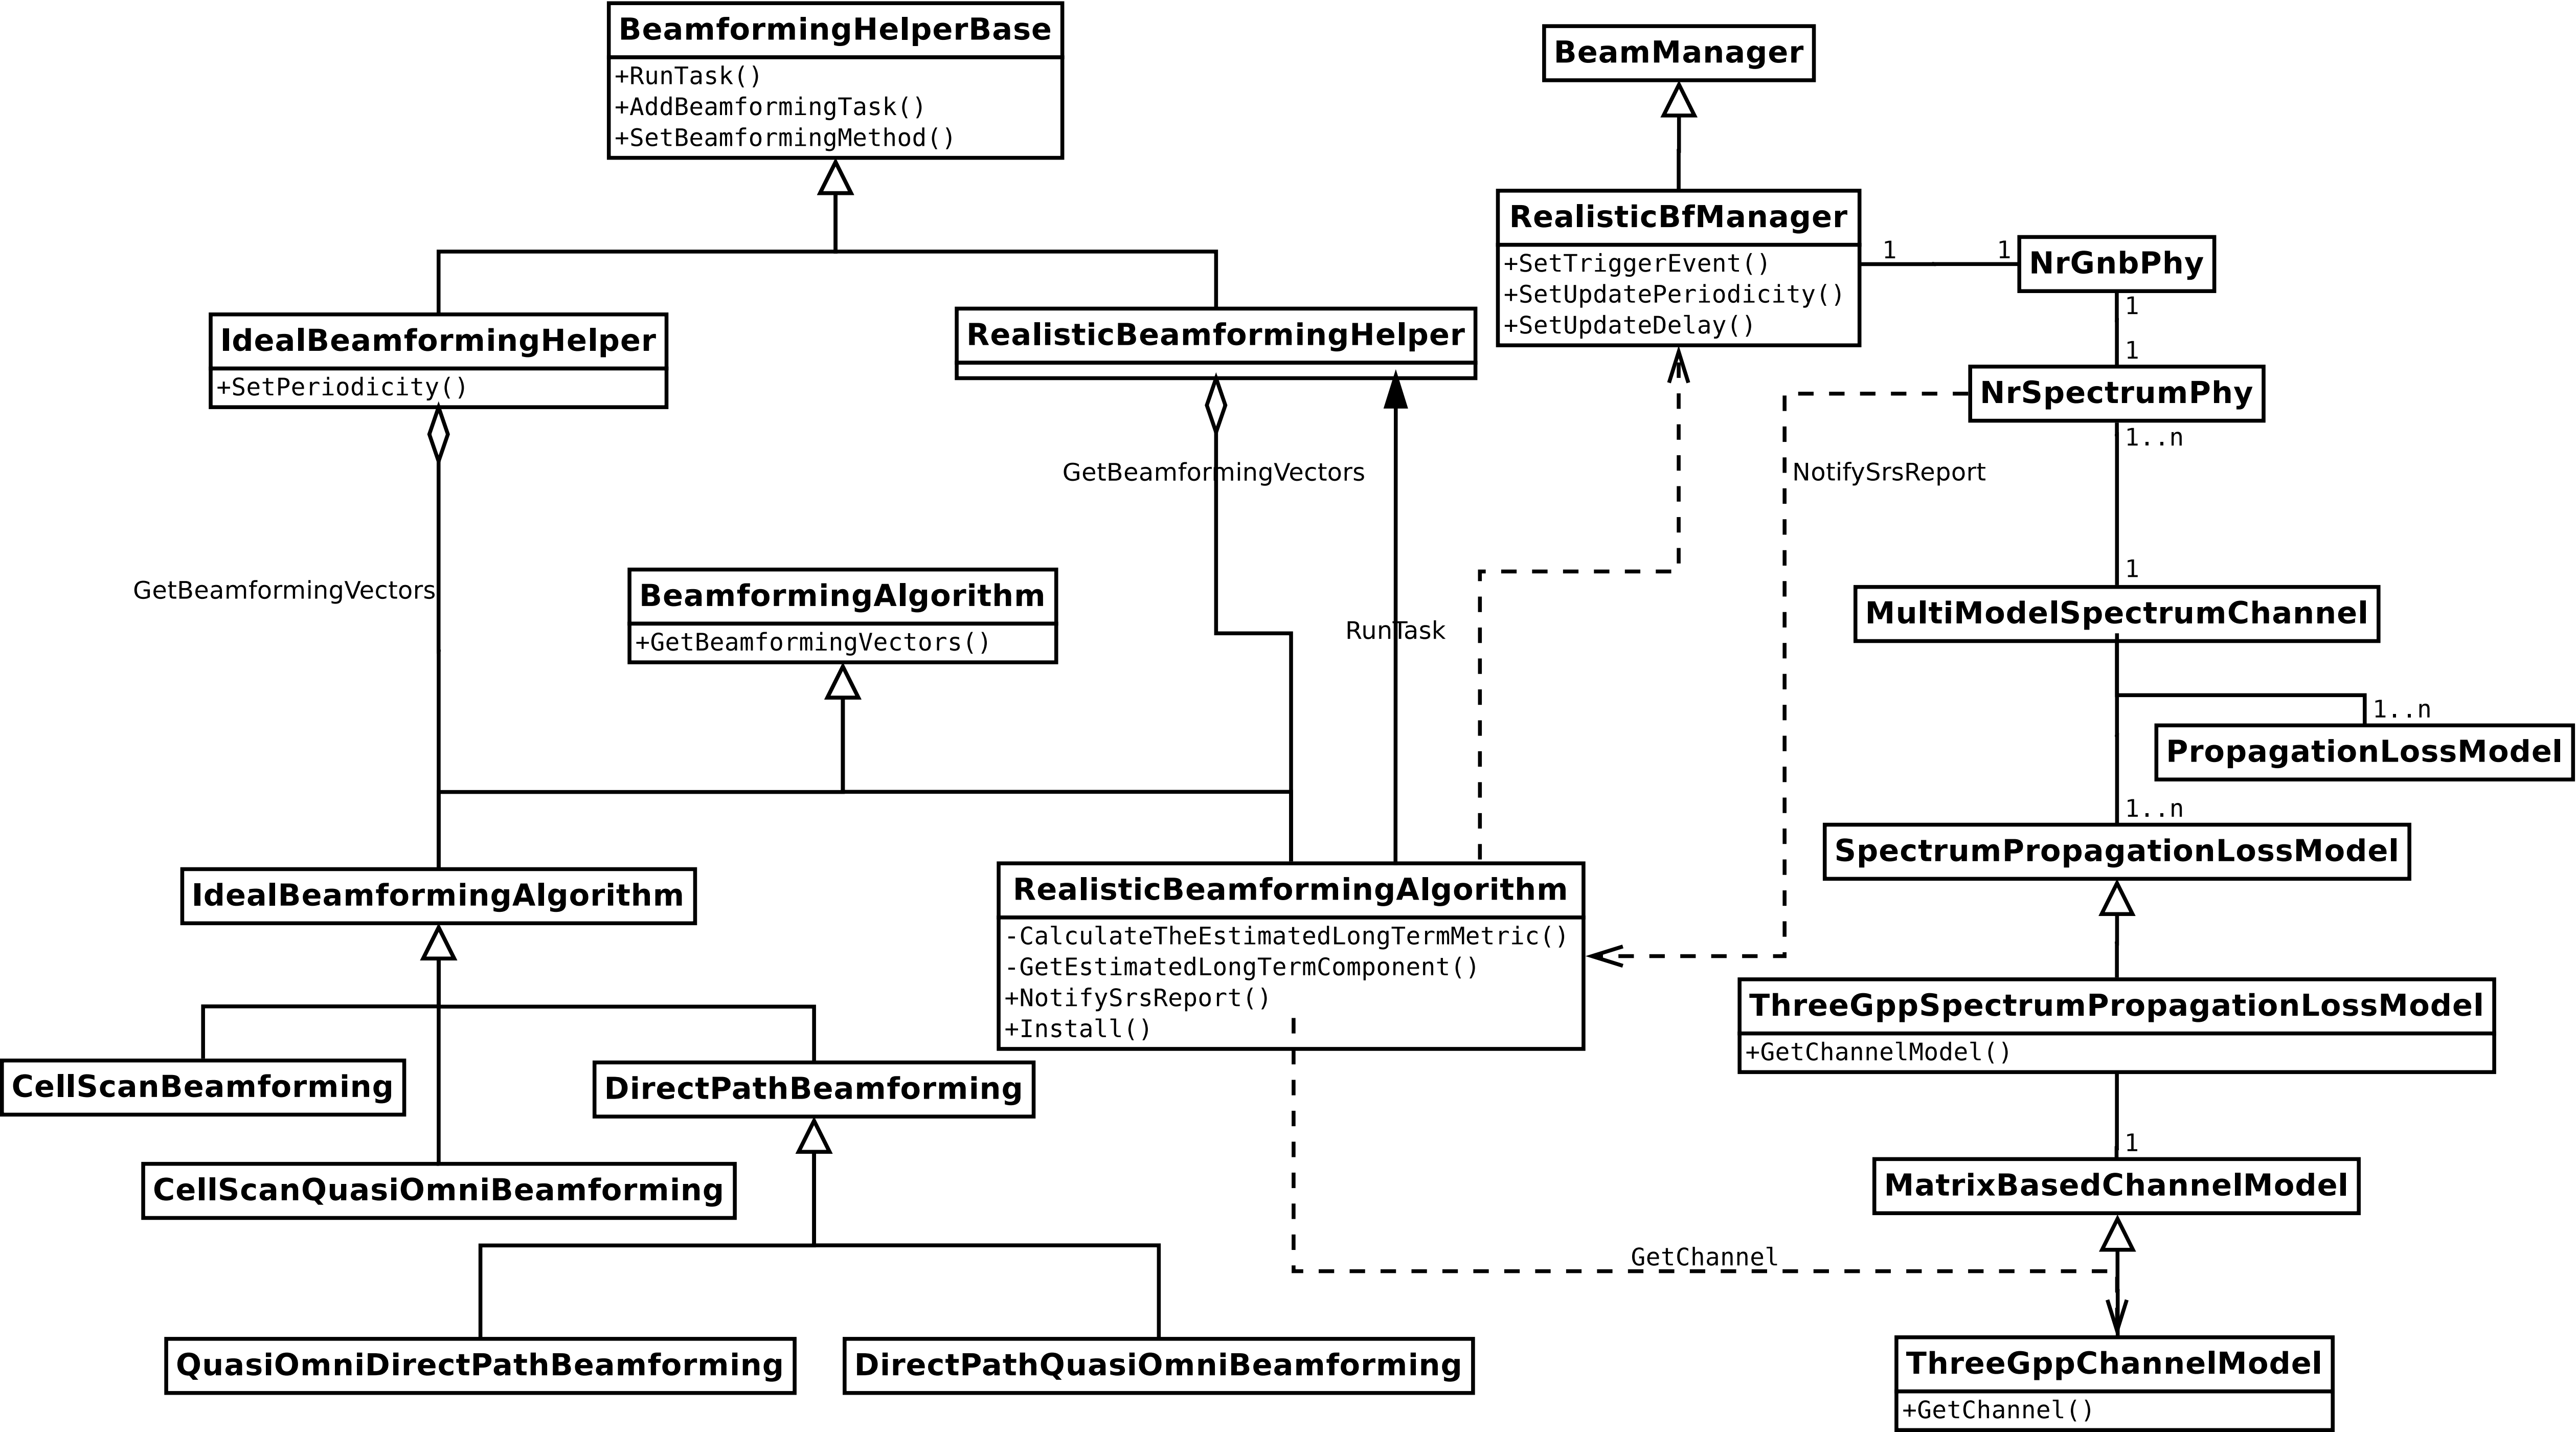 BeamformingHelperBase
+RunTask()
+AddBeamformingTask()
+SetBeamformingMethod()
BeamManager
RealisticBfManager
+SetTriggerEvent()
+SetUpdatePeriodicity()
+SetUpdateDelay()
1
1
NrGnbPhy
1
1
NrSpectrumPhy
1..n
IdealBeamformingHelper
+SetPeriodicity()
RealisticBeamformingHelper
GetBeamformingVectors
NotifySrsReport
GetBeamformingVectors
BeamformingAlgorithm
+GetBeamformingVectors()
RunTask
1
MultiModelSpectrumChannel
1..n
PropagationLossModel
1..n
SpectrumPropagationLossModel
IdealBeamformingAlgorithm
RealisticBeamformingAlgorithm
-CalculateTheEstimatedLongTermMetric()
-GetEstimatedLongTermComponent()
+NotifySrsReport()
+Install()
ThreeGppSpectrumPropagationLossModel
+GetChannelModel()
CellScanBeamforming
DirectPathBeamforming
1
CellScanQuasiOmniBeamforming
MatrixBasedChannelModel
GetChannel
QuasiOmniDirectPathBeamforming
DirectPathQuasiOmniBeamforming
ThreeGppChannelModel
+GetChannel()